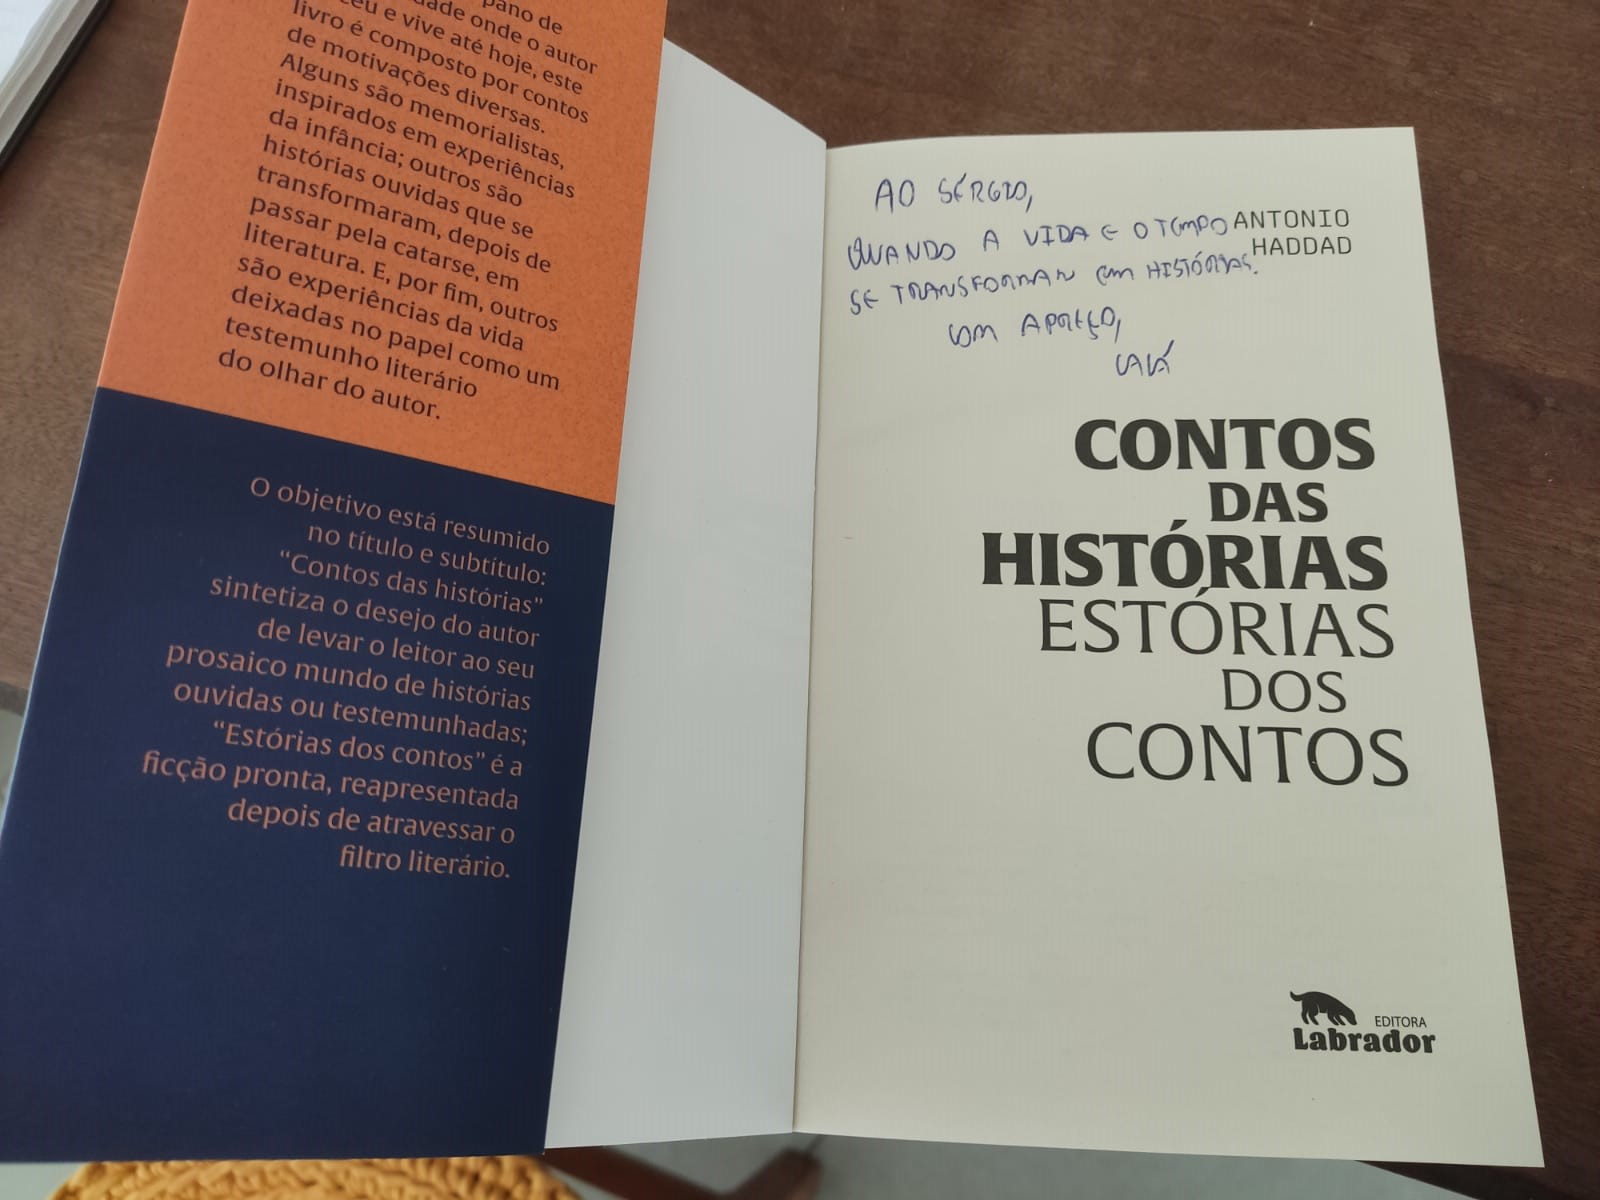 pano de
dade onde o autor
ceu e vive até hoje, este
livro é composto por contos
de motivações diversas.
Alguns são memorialistas,
inspirados em experiências
da infância; outros são
histórias ouvidas que se
transformaram, depois de
passar pela catarse, em
literatura. E, por fim, outros
são experiências da vida
deixadas no papel como um
testemunho literário
do olhar do autor.
O objetivo está resumido
no título e subtítulo:
“Contos das histórias”
sintetiza o desejo do autor
de levar o leitor ao seu
prosaico mundo de histórias
ouvidas ou testemunhadas;
“Estórias dos contos” é a
ficção pronta, reapresentada
depois de atravessar o
filtro literário.
AO SÉRGIO,
QUANDO A VIDA E O TEMPO
SE TRANSFORMAM EM HISTÓRIAS.
COM APREÇO,
ANTONIO
HADDAD
CONTOS
DAS
HISTÓRIAS
ESTÓRIAS
DOS
CONTOS
EDITORA
Labrador